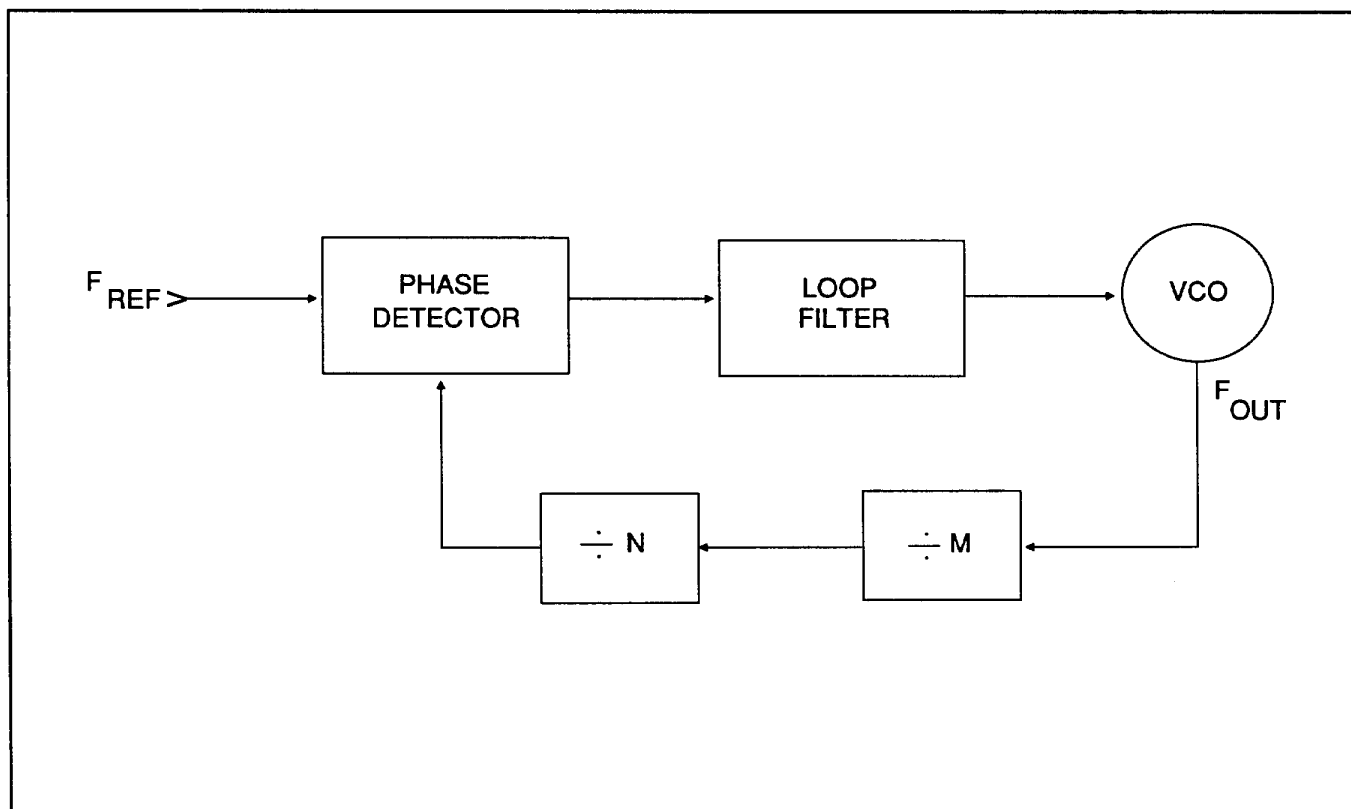 F REF >
PHASE
DETECTOR
LOOP
FILTER
VCO
F OUT
÷ N
÷ M